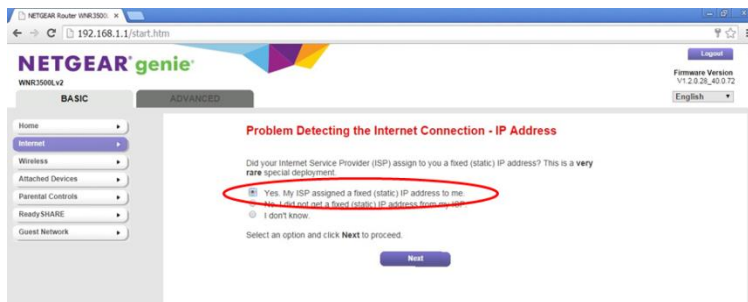 NETGEAR Router WNR3500
192.168.1.1/start.htm
NETGEAR genie
WNR3500Lv2
Logout
Firmware Version
V1.2.0.28_40.0.72
BASIC
ADVANCED
English
Home
Internet
Wireless
Attached Devices
Parental Controls
ReadySHARE
Guest Network
Problem Detecting the Internet Connection - IP Address
Did your Internet Service Provider (ISP) assign to you a fixed (static) IP address? This is a very
rare special deployment.
Yes. My ISP assigned a fixed (static) IP address to me.
No. I did not get a fixed (static) IP address from my ISP.
I don't know.
Select an option and click Next to proceed.
Next